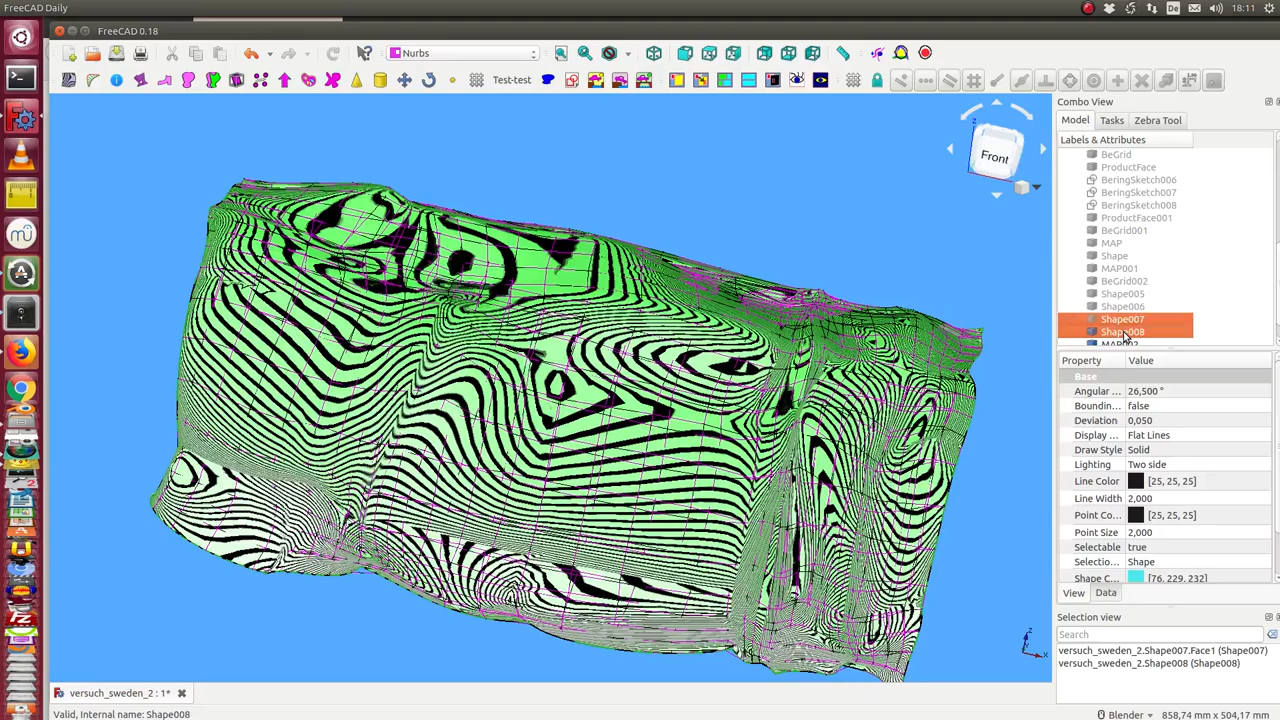 FreeCAD Daily
De
18:11
FreeCAD 0.18
Nurbs
Test-test
Front
Combo View
Model
Tasks
Zebra Tool
Labels & Attributes
BeGrid
ProductFace
BeringSketch006
BeringSketch007
BeringSketch008
ProductFace001
BeGrid001
MAP
Shape
MAP001
BeGrid002
Shape005
Shape006
Shape007
Shape008
MAP002
Property Value
Base
Angular ... 26,500 °
Boundin... false
Deviation 0,050
Display ... Flat Lines
Draw Style Solid
Lighting Two side
Line Color [25, 25, 25]
Line Width 2,000
Point Co... [25, 25, 25]
Point Size 2,000
Selectable true
Selectio... Shape
Shape C... [76, 229, 232]
View
Data
Selection view
Search
versuch_sweden_2.Shape007.Face1 (Shape007)
versuch_sweden_2.Shape008 (Shape008)
versuch_sweden_2 : 1*
Valid, Internal name: Shape008
Blender
858,74 mm x 504,17 mm